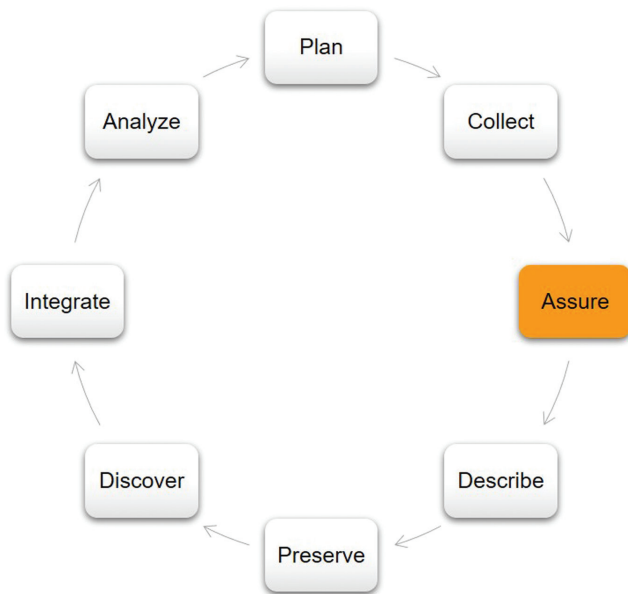 Plan
Collect
Assure
Describe
Preserve
Discover
Integrate
Analyze